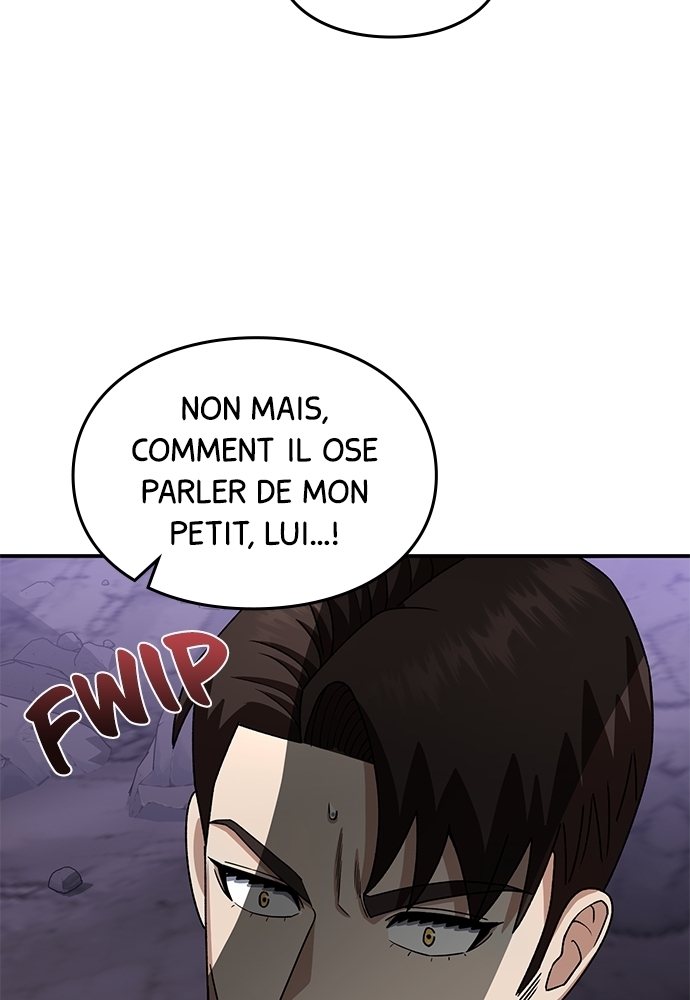 NON MAIS,
COMMENT IL OSE
PARLER DE MON
PETIT, LUI...!
FWIP